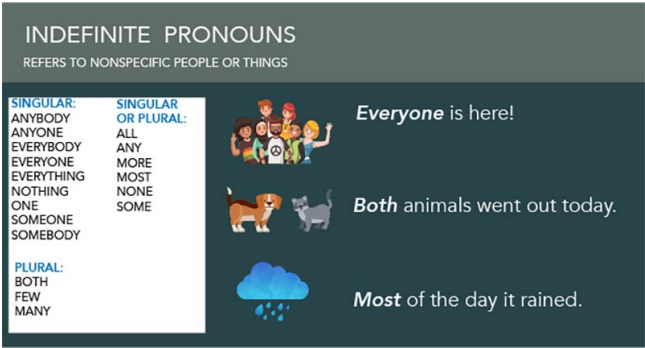 INDEFINITE PRONOUNS
REFERS TO NONSPECIFIC PEOPLE OR THINGS
SINGULAR:
ANYBODY
ANYONE
EVERYBODY
EVERYONE
EVERYTHING
NOTHING
ONE
SOMEONE
SOMEBODY
SINGULAR
OR PLURAL:
ALL
ANY
MORE
MOST
NONE
SOME
PLURAL:
BOTH
FEW
MANY
Everyone is here!
Both animals went out today.
Most of the day it rained.